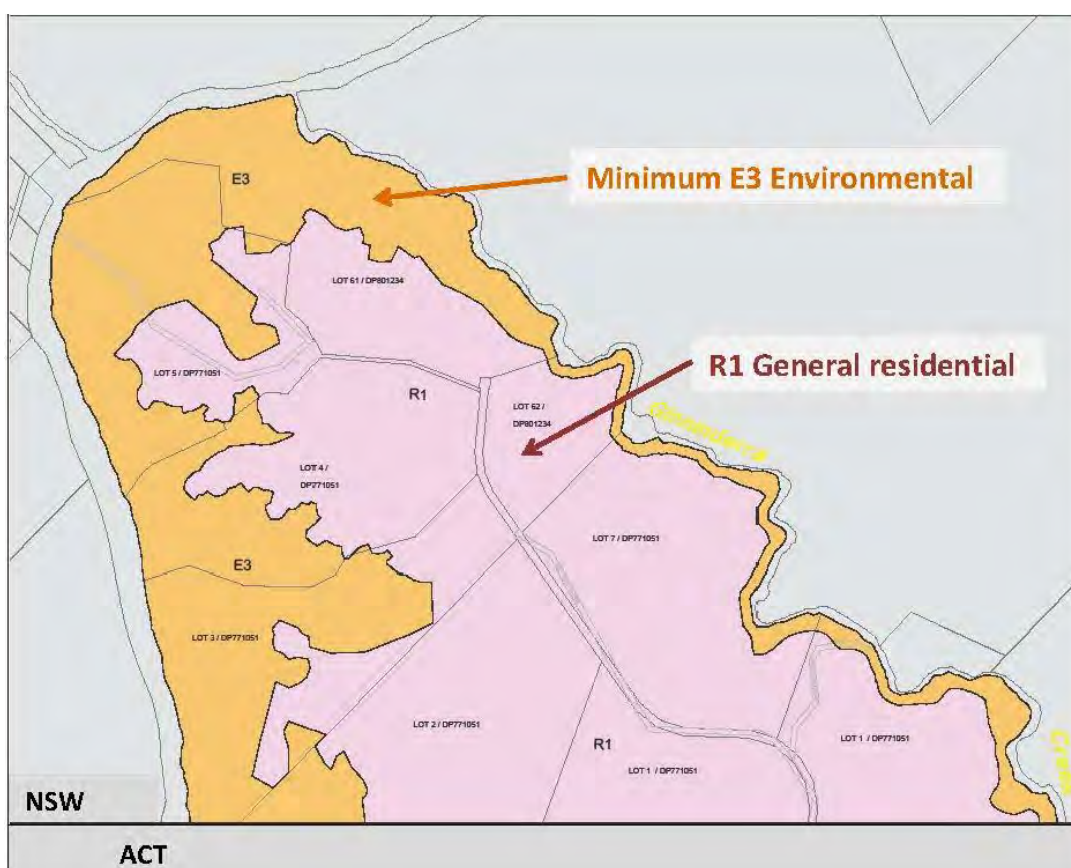 E3
Minimum E3 Environmental
LOT 61 / DP801234
R1 General residential
LOT 5 / DP771051
R1
LOT 62 /
DP801234
Ginninderra
LOT 4 /
DP771051
LOT 7 / DP771051
E3
LOT 3 / DP771051
LOT 2 / DP771051
R1
LOT 1 / DP771051
LOT 1 / DP771051
Creek
NSW
ACT